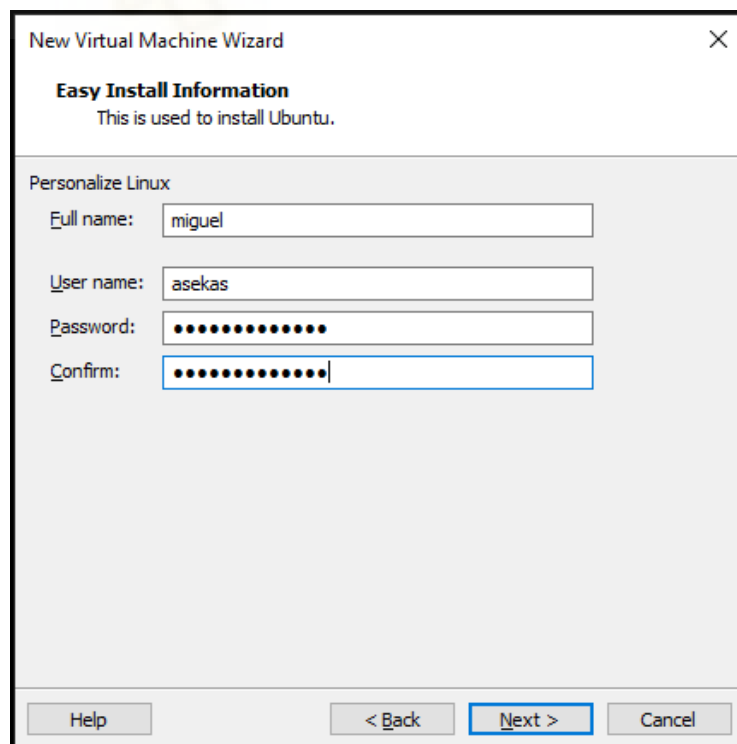 New Virtual Machine Wizard
Easy Install Information
This is used to install Ubuntu.
Personalize Linux
Full name: miguel
User name: asekas
Password: •••••••••••••
Confirm: •••••••••••••
Help < Back Next > Cancel